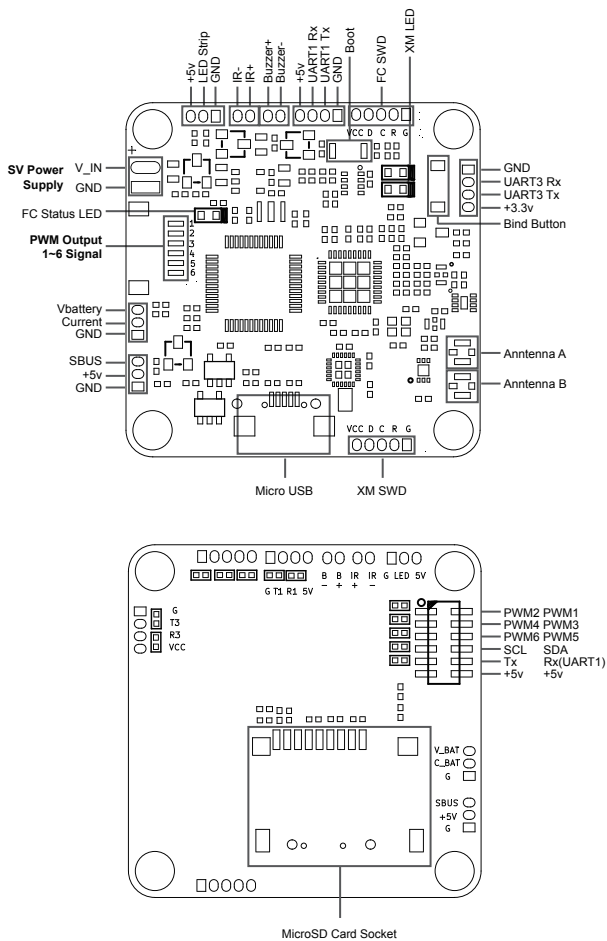 +5v
LED Strip
GND
IR-
IR+
Buzzer+
Buzzer-
+5v
UART1 Rx
UART1 Tx
GND
Boot
FC SWD
XM LED
VCC D C R G
+
SV Power
Supply
V_IN
GND
FC Status LED
PWM Output
1~6 Signal
1
2
3
4
5
6
GND
UART3 Rx
UART3 Tx
+3.3v
Bind Button
Vbattery
Current
GND
SBUS
+5v
GND
Anntenna A
Anntenna B
VCC D C R G
Micro USB
XM SWD
G T1 R1 5V
B B IR IR G LED 5V
- + + -
G
T3
R3
VCC
PWM2 PWM1
PWM4 PWM3
PWM6 PWM5
SCL SDA
Tx Rx(UART1)
+5v +5v
V_BAT
C_BAT
G
SBUS
+5V
G
MicroSD Card Socket